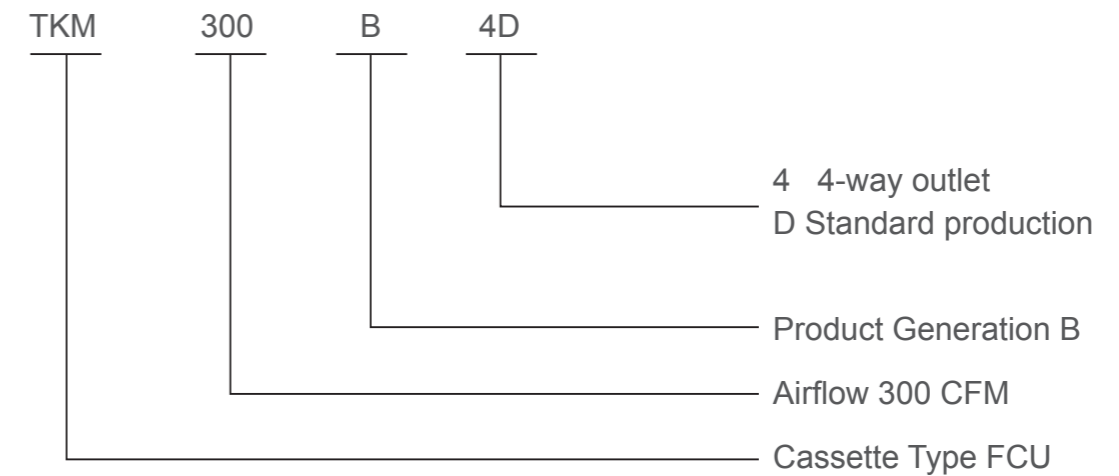 TKM 300 B 4D
4 4-way outlet
D Standard production
Product Generation B
Airflow 300 CFM
Cassette Type FCU